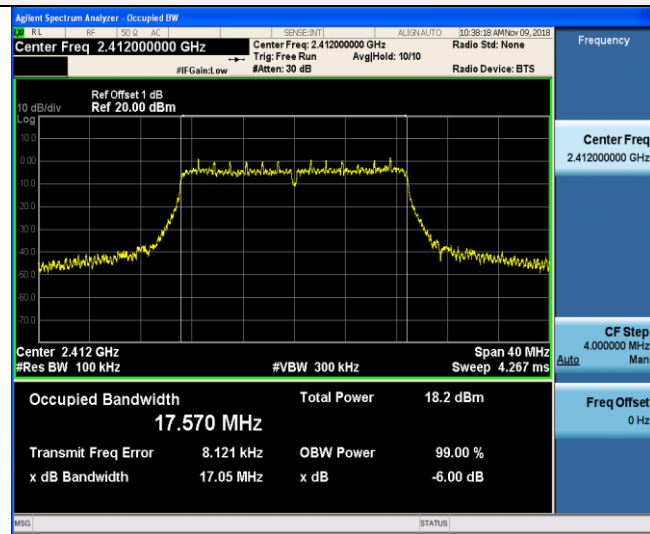 Agilent Spectrum Analyzer - Occupied BW
RL RF 50 Ω AC SENSE:INT ALIGN AUTO 10:38:18 AM Nov 09, 2018
Center Freq 2.412000000 GHz
Center Freq: 2.412000000 GHz
Radio Std: None
Trig: Free Run Avg|Hold: 10/10
#IFGain:Low
#Atten: 30 dB
Radio Device: BTS
Frequency
Ref Offset 1 dB
10 dB/div Ref 20.00 dBm
Log
10.0
0.00
-10.0
-20.0
-30.0
-40.0
-50.0
-60.0
-70.0
Center Freq
2.412000000 GHz
Center 2.412 GHz Span 40 MHz
#Res BW 100 kHz #VBW 300 kHz Sweep 4.267 ms
CF Step
4.000000 MHz
Auto Man
Occupied Bandwidth Total Power 18.2 dBm
17.570 MHz
Transmit Freq Error 8.121 kHz OBW Power 99.00 %
x dB Bandwidth 17.05 MHz x dB -6.00 dB
Freq Offset
0 Hz
MSG STATUS